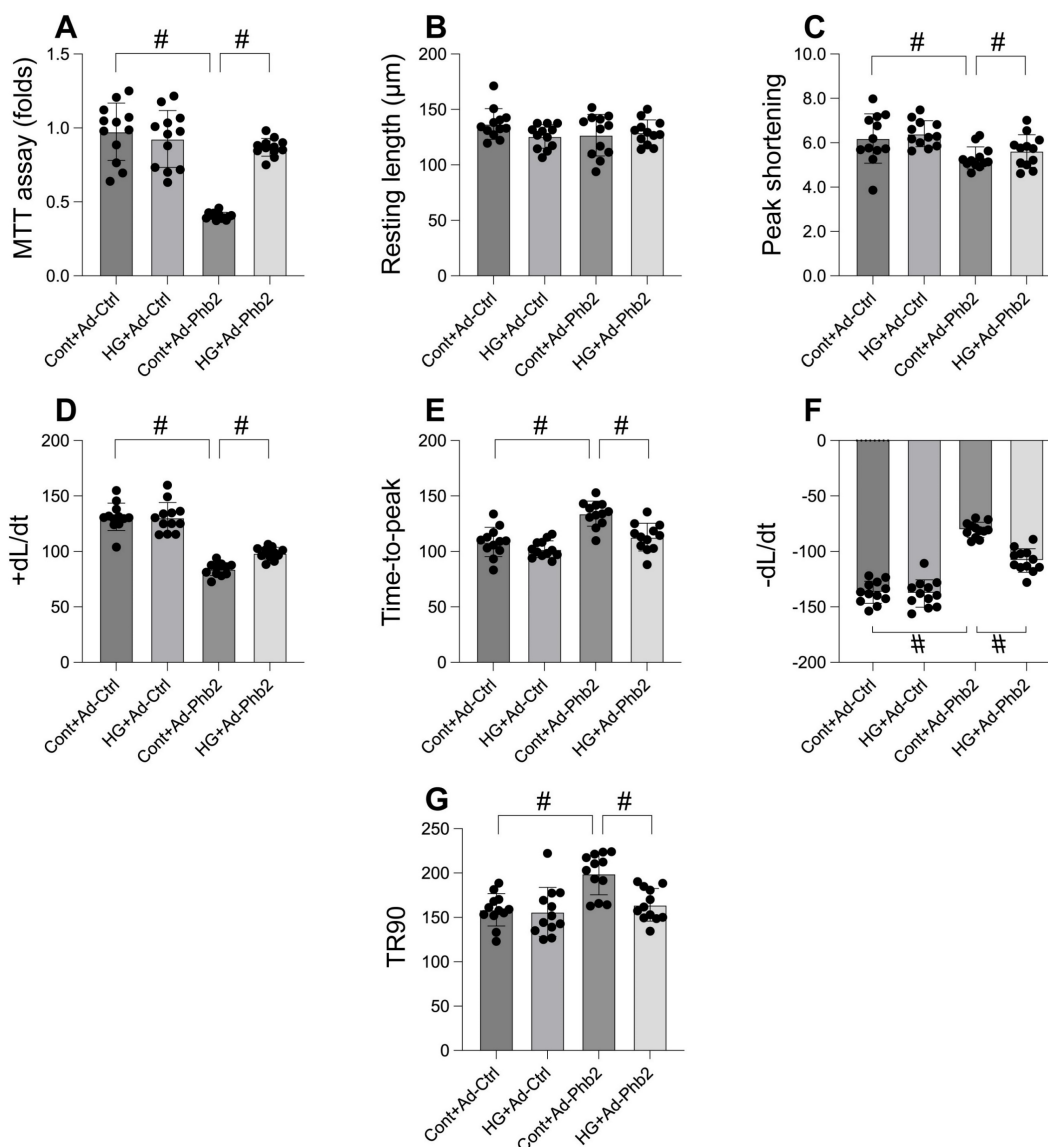 A
# #
MTT assay (folds)
1.5
1.0
0.5
0.0
Cont+Ad-Ctrl
HG+Ad-Ctrl
Cont+Ad-Phb2
HG+Ad-Phb2
B
Resting length (μm)
200
150
100
50
0
Cont+Ad-Ctrl
HG+Ad-Ctrl
Cont+Ad-Phb2
HG+Ad-Phb2
C
# #
Peak shortening
10.0
8.0
6.0
4.0
2.0
0.0
Cont+Ad-Ctrl
HG+Ad-Ctrl
Cont+Ad-Phb2
HG+Ad-Phb2
D
# #
+dL/dt
200
150
100
50
0
Cont+Ad-Ctrl
HG+Ad-Ctrl
Cont+Ad-Phb2
HG+Ad-Phb2
E
# #
Time-to-peak
200
150
100
50
0
Cont+Ad-Ctrl
HG+Ad-Ctrl
Cont+Ad-Phb2
HG+Ad-Phb2
F
-dL/dt
0
-50
-100
-150
-200
# #
Cont+Ad-Ctrl
HG+Ad-Ctrl
Cont+Ad-Phb2
HG+Ad-Phb2
G
# #
TR90
250
200
150
100
50
0
Cont+Ad-Ctrl
HG+Ad-Ctrl
Cont+Ad-Phb2
HG+Ad-Phb2